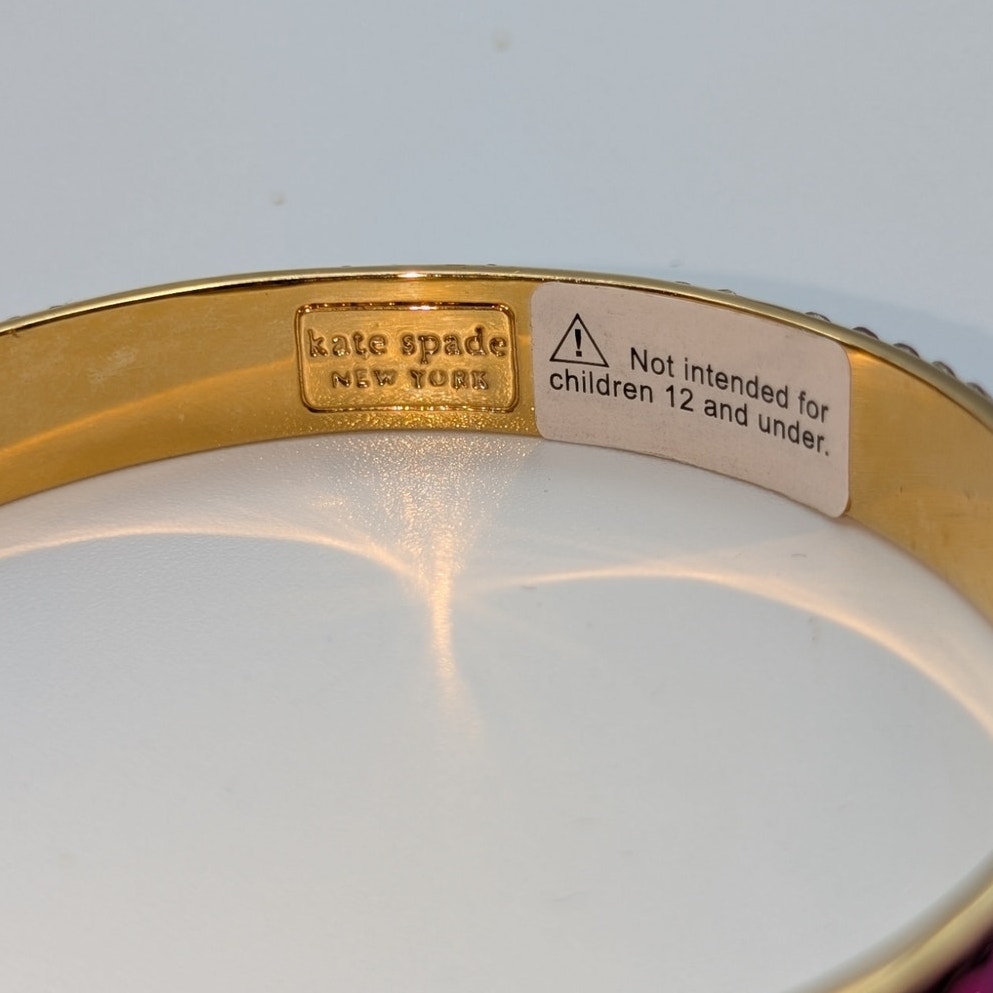 kate spade
NEW YORK
Not intended for
children 12 and under.